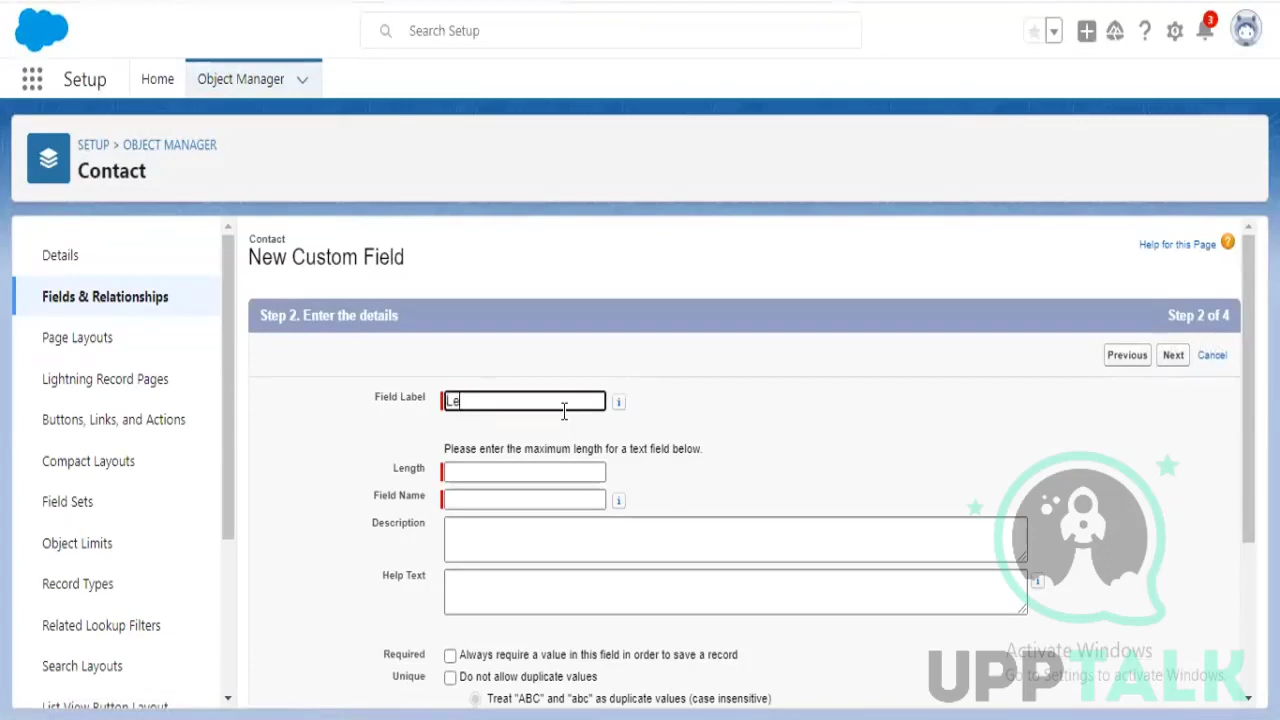 Search Setup
3
Setup
Home
Object Manager
SETUP > OBJECT MANAGER
Contact
Details
Fields & Relationships
Page Layouts
Lightning Record Pages
Buttons, Links, and Actions
Compact Layouts
Field Sets
Object Limits
Record Types
Related Lookup Filters
Search Layouts
List View Button Layout
Contact
New Custom Field
Help for this Page ?
Step 2. Enter the details
Step 2 of 4
Previous
Next
Cancel
Field Label
Le
i
Please enter the maximum length for a text field below.
Length
Field Name
i
Description
Help Text
i
Required
Always require a value in this field in order to save a record
Unique
Do not allow duplicate values
Treat "ABC" and "abc" as duplicate values (case insensitive)
Activate Windows
Go to Settings to activate Windows.
UPPTALK